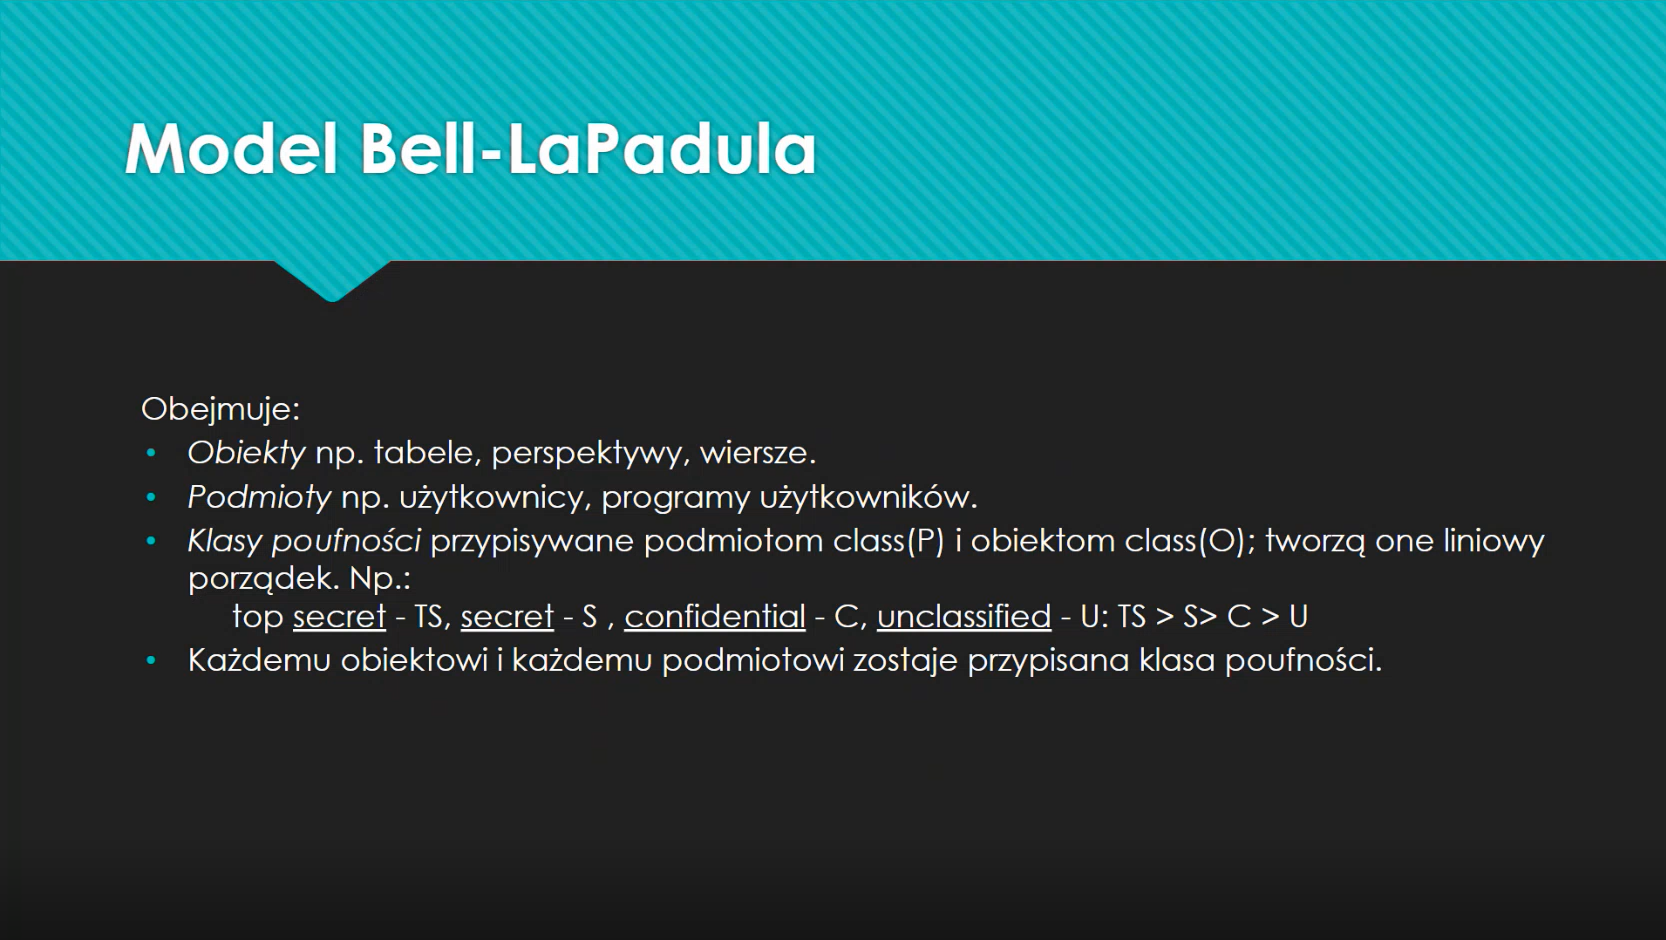 Model Bell-LaPadula
Obejmuje:
• Obiekty np. tabele, perspektywy, wiersze.
• Podmioty np. użytkownicy, programy użytkowników.
• Klasy poufności przypisywane podmiotom class(P) i obiektom class(O); tworzą one liniowy
porządek. Np.:
top secret - TS, secret - S , confidential - C, unclassified - U: TS > S> C > U
• Każdemu obiektowi i każdemu podmiotowi zostaje przypisana klasa poufności.